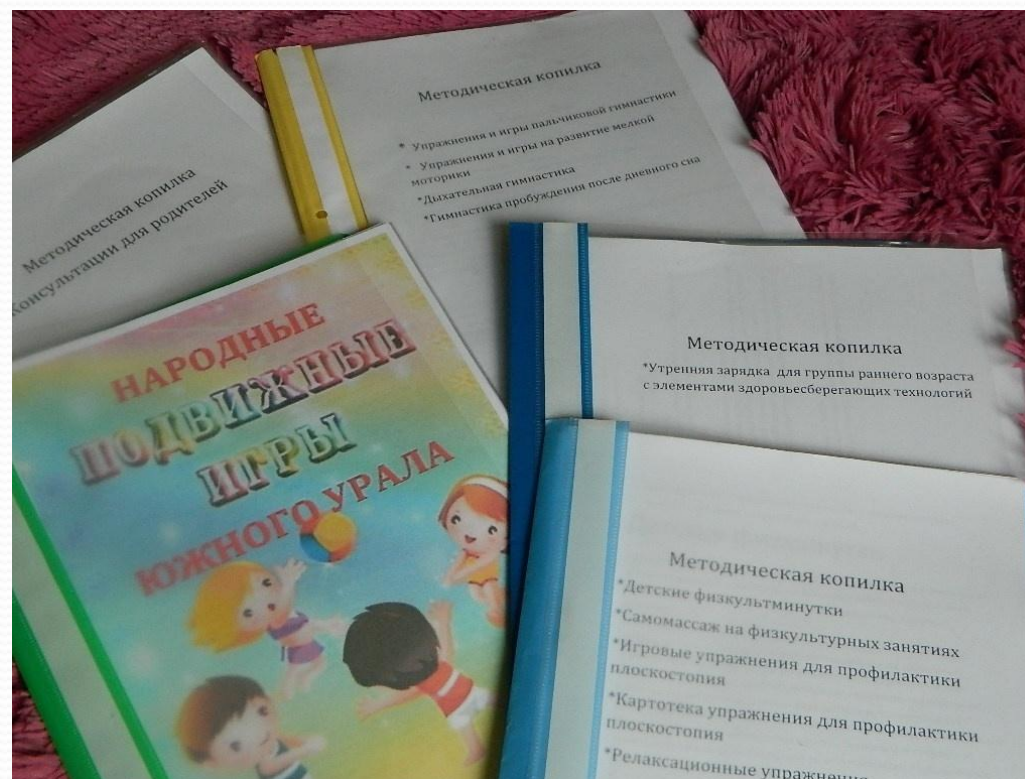 Методическая копилка
Консультации для родителей
Методическая копилка
* Упражнения и игры пальчиковой гимнастики
* Упражнения и игры на развитие мелкой
моторики
*Дыхательная гимнастика
*Гимнастика пробуждения после дневного сна
НАРОДНЫЕ
ПОДВИЖНЫЕ
ИГРЫ
ЮЖНОГО УРАЛА
Методическая копилка
*Утренняя зарядка для группы раннего возраста
с элементами здоровьесберегающих технологий
Методическая копилка
*Детские физкультминутки
*Самомассаж на физкультурных занятиях
*Игровые упражнения для профилактики
плоскостопия
*Картотека упражнения для профилактики
плоскостопия
*Релаксационные упражнения